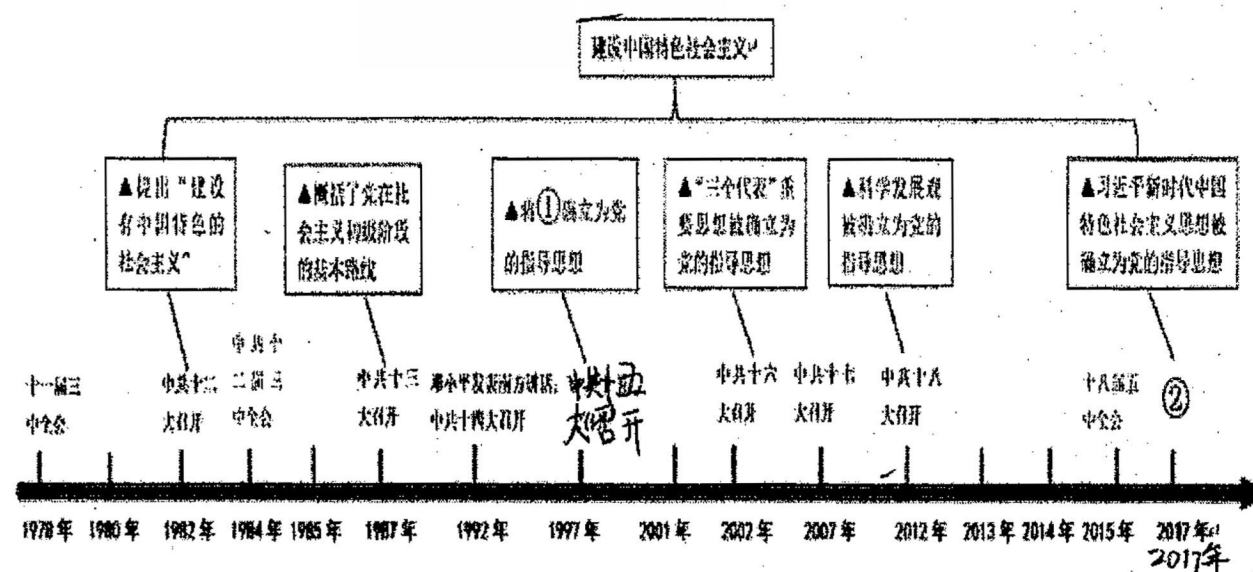 建设中国特色社会主义
▲提出“建设
有中国特色的
社会主义”
▲概括了党在社
会主义初级阶段
的基本路线
▲将①确立为党
的指导思想
▲“三个代表”重
要思想被确立为
党的指导思想
▲科学发展观
被确立为党的
指导思想
▲习近平新时代中国
特色社会主义思想被
确立为党的指导思想
十一届三
中全会
中共十二
大召开
中共十
二届三
中全会
中共十三
大召开
邓小平发表南方讲话；
中共十四大召开
中共十五
大召开
中共十六
大召开
中共十七
大召开
中共十八
大召开
十八届五
中全会
②
1978年 1980年 1982年 1984年 1985年 1987年 1992年 1997年 2001年 2002年 2007年 2012年 2013年 2014年 2015年 2017年
2017年